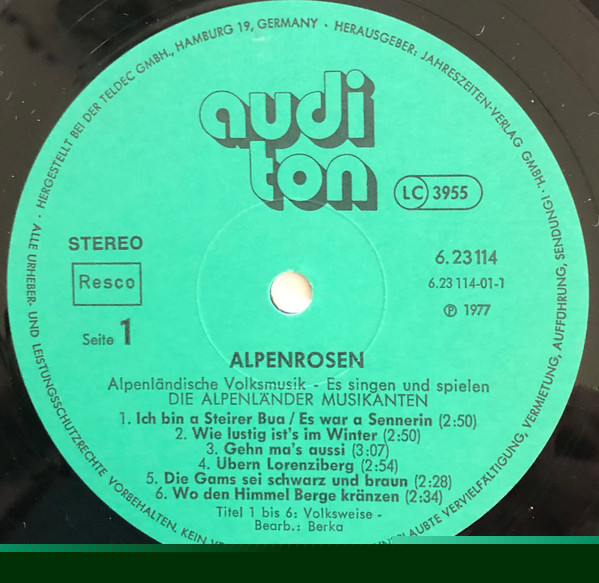 · HERGESTELLT BEI DER TELDEC GMBH., HAMBURG 19, GERMANY · HERAUSGEBER: JAHRESZEITEN-VERLAG GMBH. ·
audi
ton
LC 3955
STEREO
Resco
Seite 1
6.23114
6.23 114-01-1
Ⓟ 1977
ALPENROSEN
Alpenländische Volksmusik - Es singen und spielen
DIE ALPENLÄNDER MUSIKANTEN
1. Ich bin a Steirer Bua / Es war a Sennerin (2:50)
2. Wie lustig ist's im Winter (2:50)
3. Gehn ma's aussi (3:07)
4. Ubern Lorenziberg (2:54)
5. Die Gams sei schwarz und braun (2:28)
6. Wo den Himmel Berge kränzen (2:34)
Titel 1 bis 6: Volksweise -
Bearb.: Berka
ALLE URHEBER- UND LEISTUNGSSCHUTZRECHTE VORBEHALTEN. KEIN VERVIELFÄLTIGUNG, VERMIETUNG, AUFFÜHRUNG, SENDUNG!